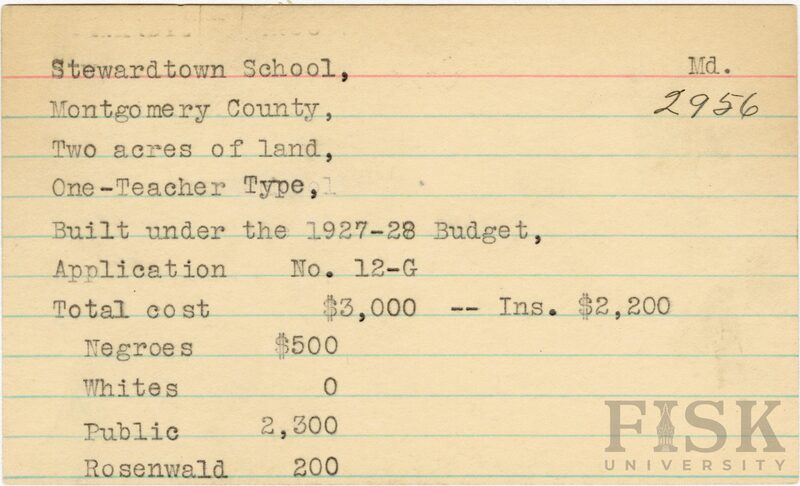 Stewardtown School, Md.
Montgomery County, 2956
Two acres of land,
One-Teacher Type,
Built under the 1927-28 Budget,
Application No. 12-G
Total cost $3,000 -- Ins. $2,200
Negroes $500
Whites 0
Public 2,300
Rosenwald 200
FISK
UNIVERSITY